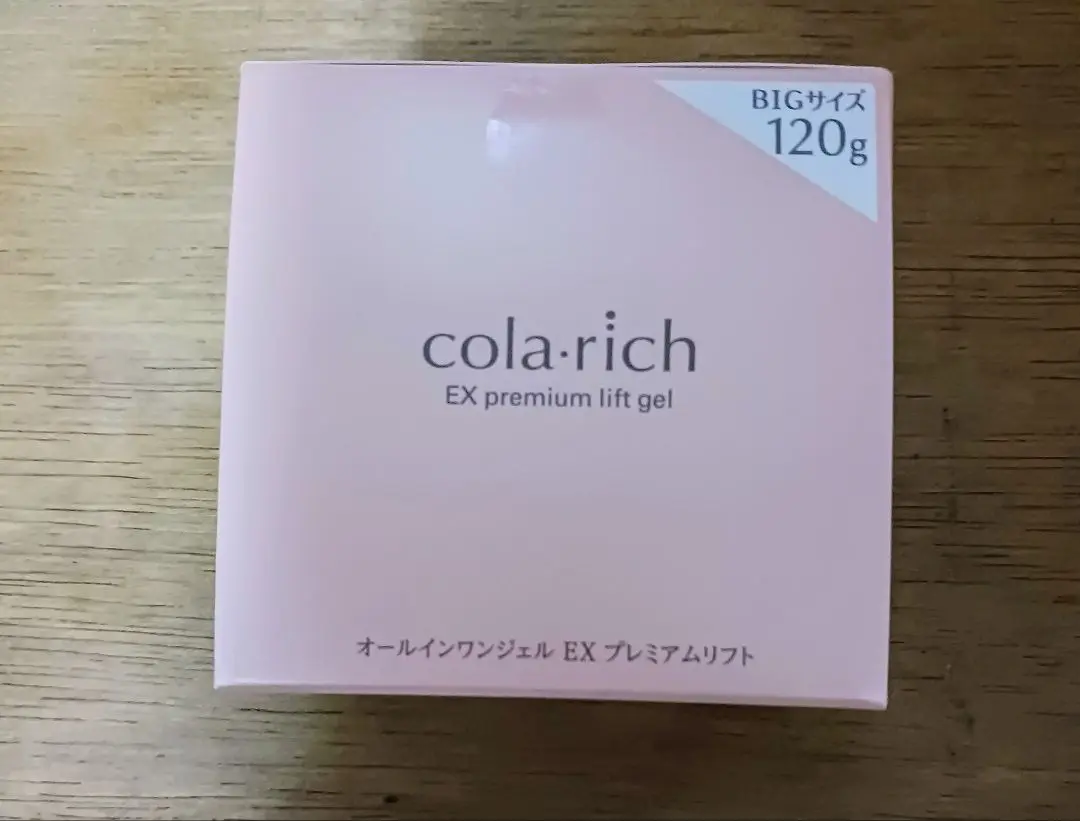 BIGサイズ
120g
cola·rich
EX premium lift gel
オールインワンジェル EX プレミアムリフト